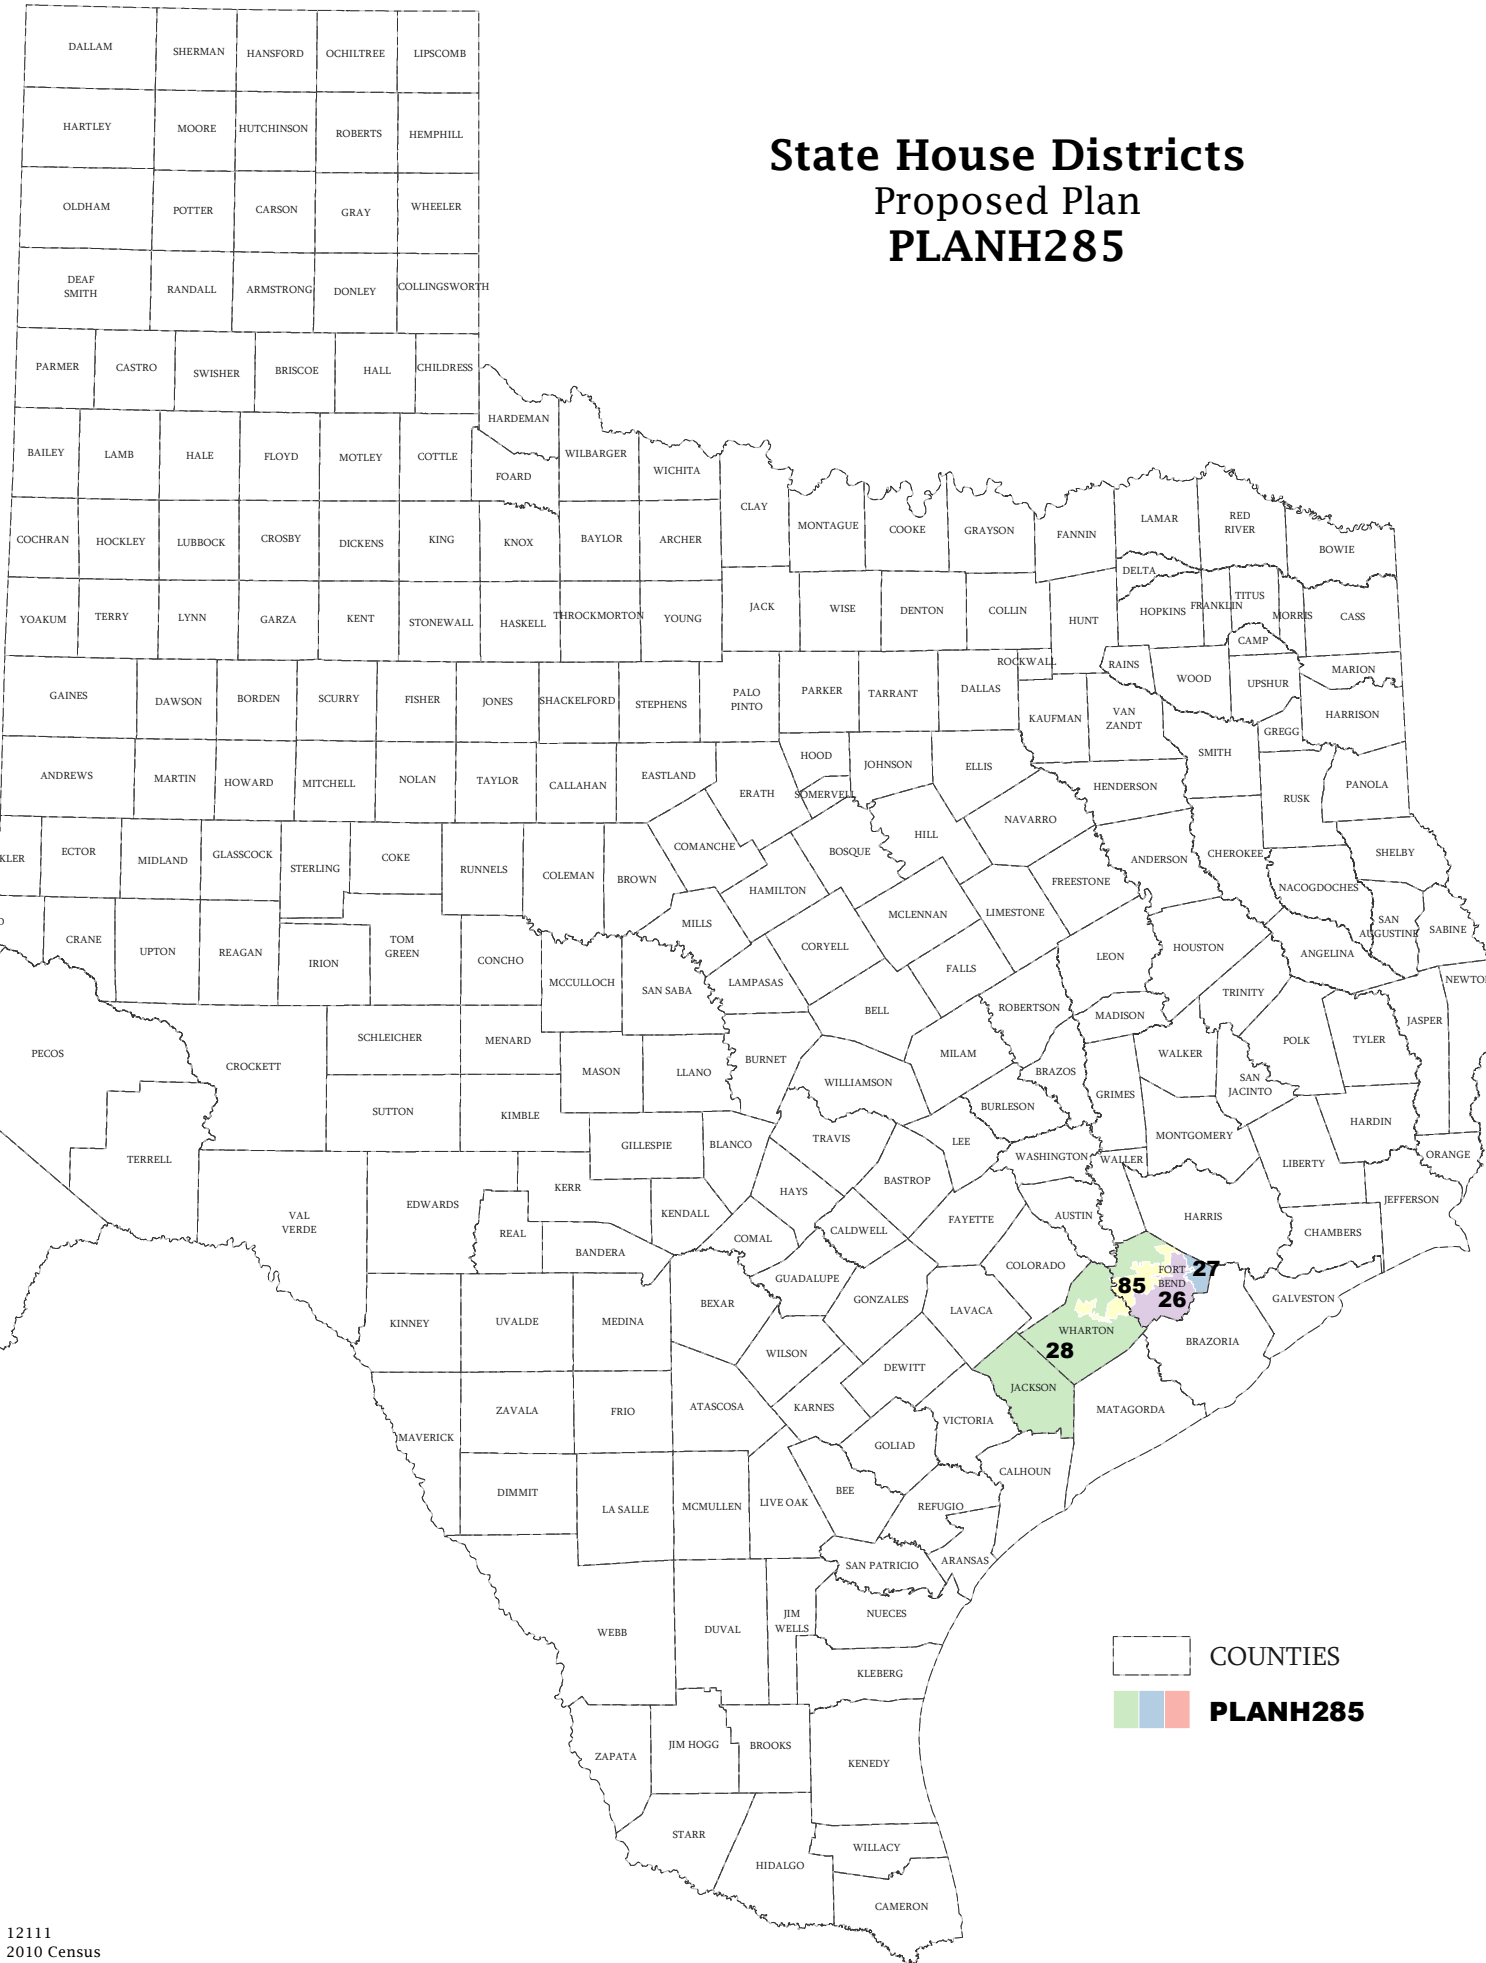 State House Districts
Proposed Plan
PLANH285
DALLAM
SHERMAN
HANSFORD
OCHILTREE
LIPSCOMB
HARTLEY
MOORE
HUTCHINSON
ROBERTS
HEMPHILL
OLDHAM
POTTER
CARSON
GRAY
WHEELER
DEAF
SMITH
RANDALL
ARMSTRONG
DONLEY
COLLINGSWORTH
PARMER
CASTRO
SWISHER
BRISCOE
HALL
CHILDRESS
HARDEMAN
BAILEY
LAMB
HALE
FLOYD
MOTLEY
COTTLE
FOARD
WILBARGER
WICHITA
CLAY
MONTAGUE
COOKE
GRAYSON
FANNIN
LAMAR
RED
RIVER
BOWIE
COCHRAN
HOCKLEY
LUBBOCK
CROSBY
DICKENS
KING
KNOX
BAYLOR
ARCHER
DELTA
YOAKUM
TERRY
LYNN
GARZA
KENT
STONEWALL
HASKELL
THROCKMORTON
YOUNG
JACK
WISE
DENTON
COLLIN
HUNT
HOPKINS
FRANKLIN
TITUS
MORRIS
CASS
CAMP
ROCKWALL
RAINS
WOOD
UPSHUR
MARION
GAINES
DAWSON
BORDEN
SCURRY
FISHER
JONES
SHACKELFORD
STEPHENS
PALO
PINTO
PARKER
TARRANT
DALLAS
KAUFMAN
VAN
ZANDT
GREGG
HARRISON
SMITH
ANDREWS
MARTIN
HOWARD
MITCHELL
NOLAN
TAYLOR
CALLAHAN
EASTLAND
ERATH
HOOD
SOMERVELL
JOHNSON
ELLIS
HENDERSON
RUSK
PANOLA
KLER
ECTOR
MIDLAND
GLASSCOCK
STERLING
COKE
RUNNELS
COLEMAN
BROWN
COMANCHE
HAMILTON
BOSQUE
HILL
NAVARRO
FREESTONE
ANDERSON
CHEROKEE
NACOGDOCHES
SHELBY
CRANE
UPTON
REAGAN
IRION
TOM
GREEN
CONCHO
MCCULLOCH
SAN SABA
MILLS
LAMPASAS
CORYELL
MCLENNAN
LIMESTONE
FALLS
LEON
HOUSTON
ANGELINA
SAN
AUGUSTINE
SABINE
NEWTO
PECOS
CROCKETT
SCHLEICHER
MENARD
MASON
LLANO
BURNET
BELL
MILAM
ROBERTSON
MADISON
TRINITY
POLK
TYLER
JASPER
WALKER
SAN
JACINTO
TERRELL
SUTTON
KIMBLE
GILLESPIE
BLANCO
WILLIAMSON
TRAVIS
BURLESON
BRAZOS
GRIMES
LEE
WASHINGTON
WALLER
MONTGOMERY
HARDIN
LIBERTY
ORANGE
JEFFERSON
VAL
VERDE
EDWARDS
REAL
KERR
BANDERA
KENDALL
COMAL
HAYS
CALDWELL
BASTROP
FAYETTE
AUSTIN
HARRIS
CHAMBERS
COLORADO
FORT
BEND
27
85
26
GALVESTON
KINNEY
UVALDE
MEDINA
BEXAR
GUADALUPE
GONZALES
LAVACA
WHARTON
28
BRAZORIA
WILSON
DEWITT
JACKSON
MATAGORDA
MAVERICK
ZAVALA
FRIO
ATASCOSA
KARNES
VICTORIA
GOLIAD
CALHOUN
DIMMIT
LA SALLE
MCMULLEN
LIVE OAK
BEE
REFUGIO
SAN PATRICIO
ARANSAS
WEBB
DUVAL
JIM
WELLS
NUECES
KLEBERG
ZAPATA
JIM HOGG
BROOKS
KENEDY
STARR
HIDALGO
WILLACY
CAMERON
COUNTIES
PLANH285
12111
2010 Census